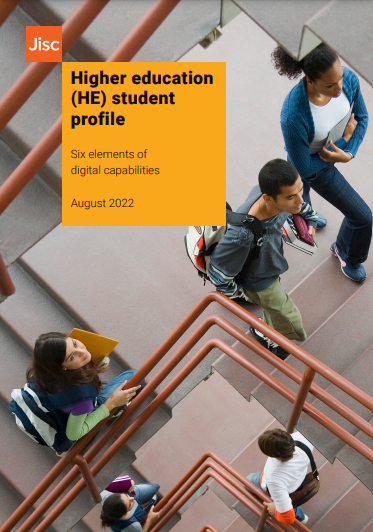 Jisc
Higher education
(HE) student
profile
Six elements of
digital capabilities
August 2022